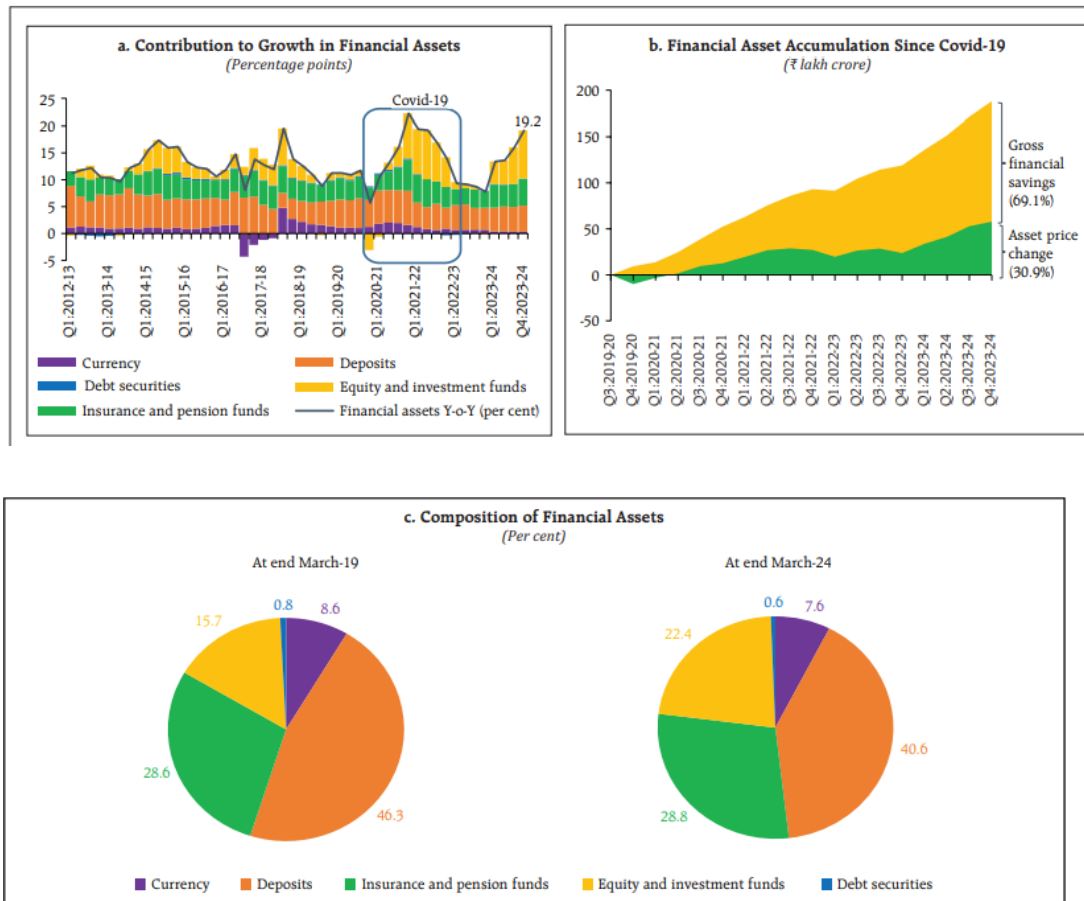 a. Contribution to Growth in Financial Assets
(Percentage points)
25
20
15
10
5
0
-5
Covid-19
19.2
Q1:2012-13
Q1:2013-14
Q1:2014-15
Q1:2015-16
Q1:2016-17
Q1:2017-18
Q1:2018-19
Q1:2019-20
Q1:2020-21
Q1:2021-22
Q1:2022-23
Q1:2023-24
Q4:2023-24
Currency
Deposits
Debt securities
Equity and investment funds
Insurance and pension funds
Financial assets Y-o-Y (per cent)
b. Financial Asset Accumulation Since Covid-19
(₹ lakh crore)
200
150
100
50
0
-50
Gross
financial
savings
(69.1%)
Asset price
change
(30.9%)
Q3:2019-20
Q4:2019-20
Q1:2020-21
Q2:2020-21
Q3:2020-21
Q4:2020-21
Q1:2021-22
Q2:2021-22
Q3:2021-22
Q4:2021-22
Q1:2022-23
Q2:2022-23
Q3:2022-23
Q4:2022-23
Q1:2023-24
Q2:2023-24
Q3:2023-24
Q4:2023-24
c. Composition of Financial Assets
(Per cent)
At end March-19
0.8
8.6
15.7
28.6
46.3
At end March-24
0.6
7.6
22.4
40.6
28.8
Currency
Deposits
Insurance and pension funds
Equity and investment funds
Debt securities